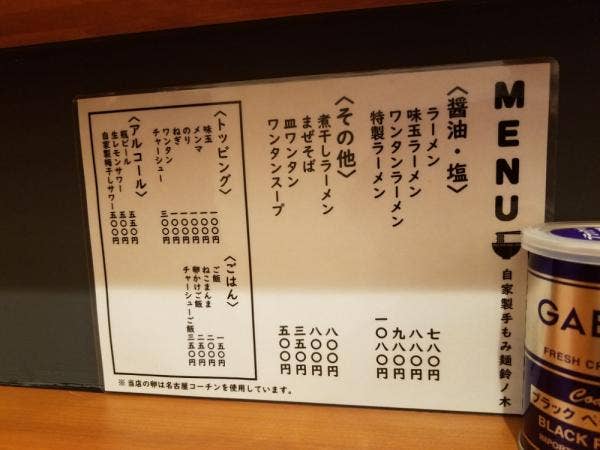 MENU
自家製手もみ麺鈴ノ木
〈醤油・塩〉
ラーメン 七八〇円
味玉ラーメン 八八〇円
ワンタンラーメン 九八〇円
特製ラーメン 一〇八〇円
〈その他〉
煮干しラーメン 八〇〇円
まぜそば 八〇〇円
皿ワンタン 三五〇円
ワンタンスープ 五〇〇円
〈トッピング〉
味玉 一〇〇円
メンマ 一〇〇円
のり 一〇〇円
ねぎ 一〇〇円
ワンタン
チャーシュー 三〇〇円
〈ごはん〉
ご飯 一五〇円
ねこまんま 二〇〇円
卵かけご飯 二五〇円
チャーシューご飯 三五〇円
〈アルコール〉
瓶ビール 五五〇円
生レモンサワー 五〇〇円
自家製梅干しサワー 五〇〇円
※当店の卵は名古屋コーチンを使用しています。
GAB
FRESH
ブラック
BLACK